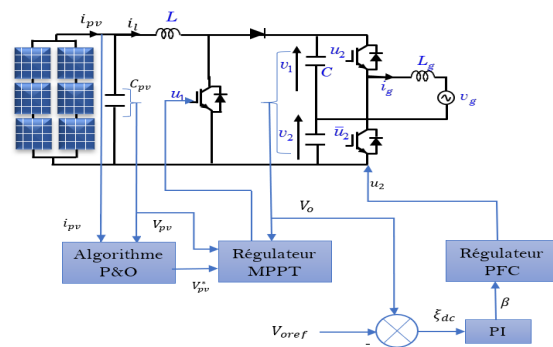 i_pv
i_l
L
C_pv
u_1
v_1
C
u_2
L_g
i_g
v_g
v_2
ū_2
u_2
V_o
i_pv
V_pv
Algorithme
P&O
V_pv^*
Régulateur
MPPT
Régulateur
PFC
β
V_oref
ξ_dc
PI
-